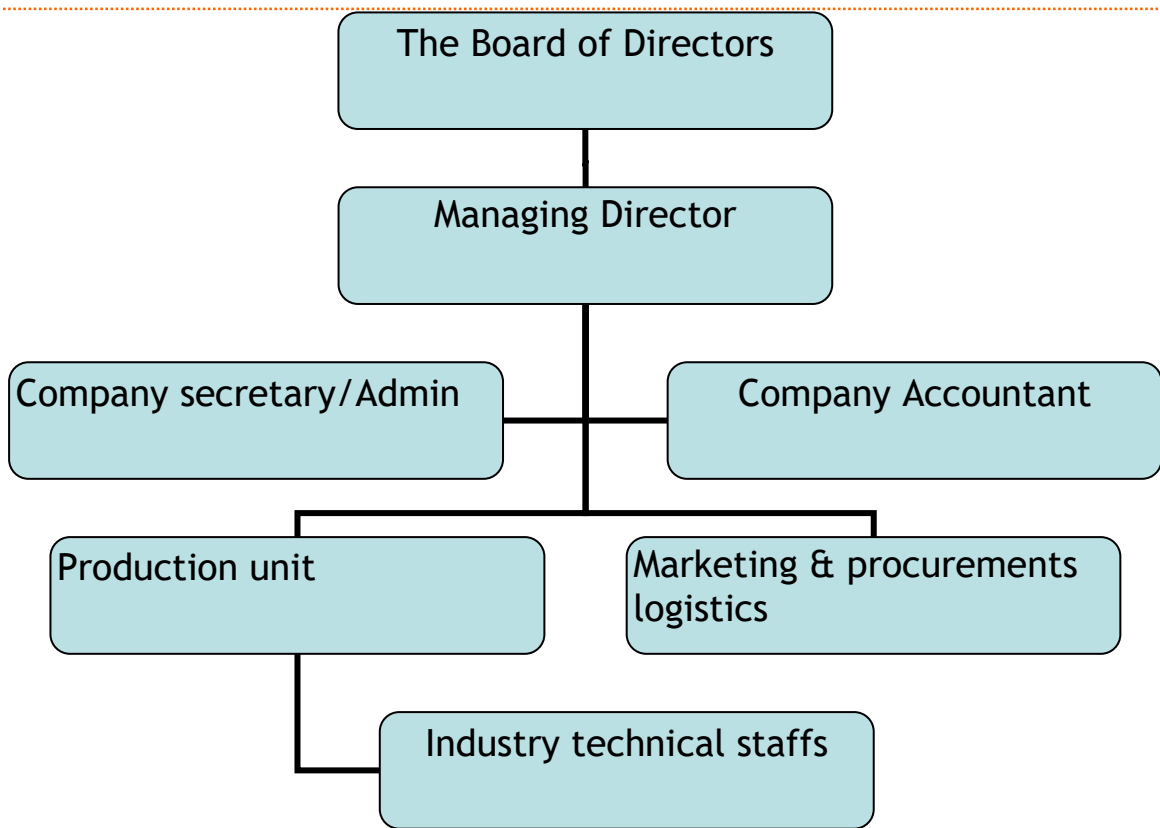 The Board of Directors
Managing Director
Company secretary/Admin
Company Accountant
Production unit
Marketing & procurements
logistics
Industry technical staffs